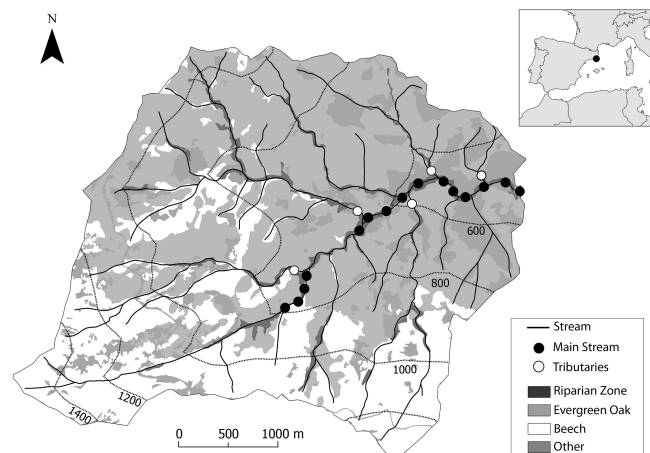 N
600
800
1000
1200
1400
0 500 1000 m
Stream
Main Stream
Tributaries
Riparian Zone
Evergreen Oak
Beech
Other